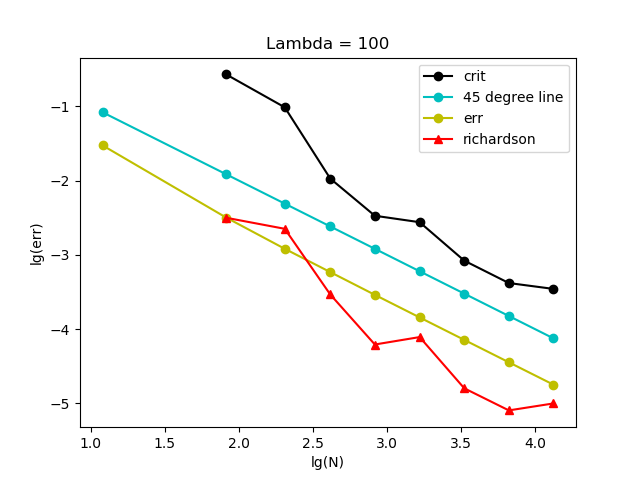 Lambda = 100
crit
45 degree line
err
richardson
lg(err)
−1
−2
−3
−4
−5
1.0 1.5 2.0 2.5 3.0 3.5 4.0
lg(N)